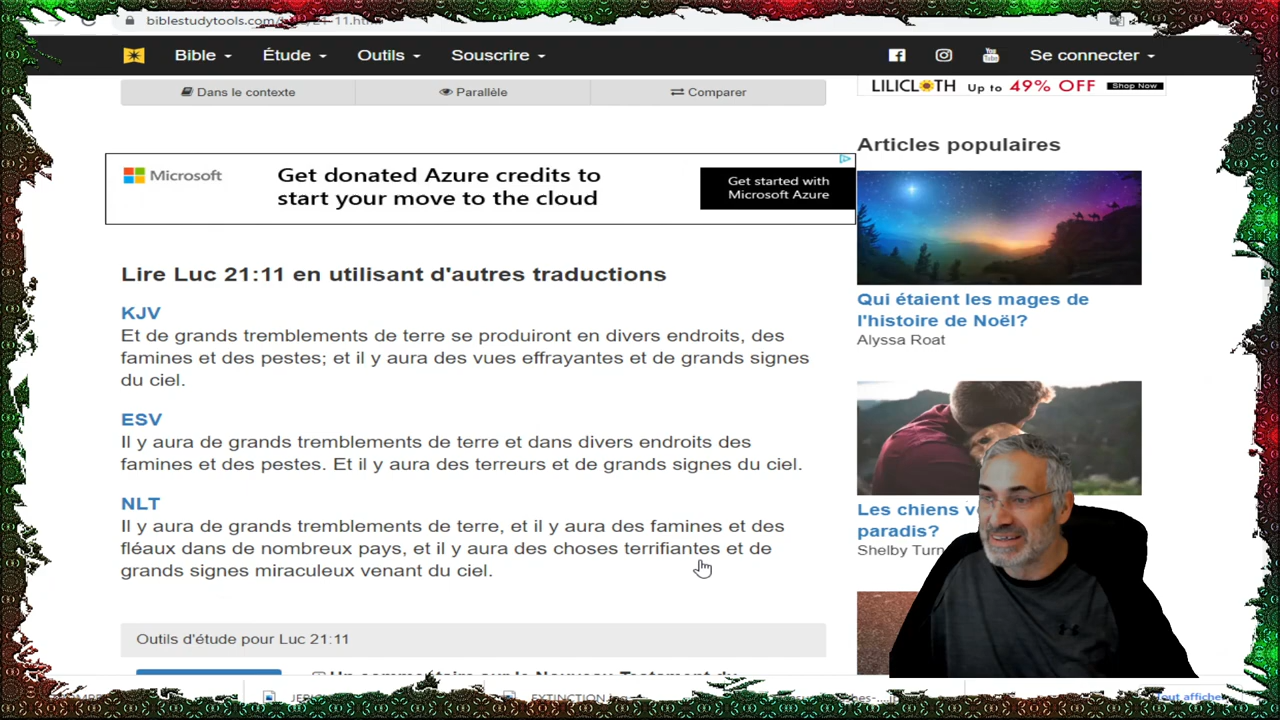 biblestudytools.com/
21-11.htm
Bible Étude Outils Souscrire Se connecter
Dans le contexte Parallèle Comparer
LILICLOTH Up to 49% OFF Shop Now
Articles populaires
Microsoft
Get donated Azure credits to
start your move to the cloud
Get started with
Microsoft Azure
Lire Luc 21:11 en utilisant d'autres traductions
KJV
Et de grands tremblements de terre se produiront en divers endroits, des
famines et des pestes; et il y aura des vues effrayantes et de grands signes
du ciel.
ESV
Il y aura de grands tremblements de terre et dans divers endroits des
famines et des pestes. Et il y aura des terreurs et de grands signes du ciel.
NLT
Il y aura de grands tremblements de terre, et il y aura des famines et des
fléaux dans de nombreux pays, et il y aura des choses terrifiantes et de
grands signes miraculeux venant du ciel.
Outils d'étude pour Luc 21:11
Un commentaire sur le Nouveau Testament du
Qui étaient les mages de
l'histoire de Noël?
Alyssa Roat
Les chiens
paradis?
Shelby
EXTINCTION.jpg